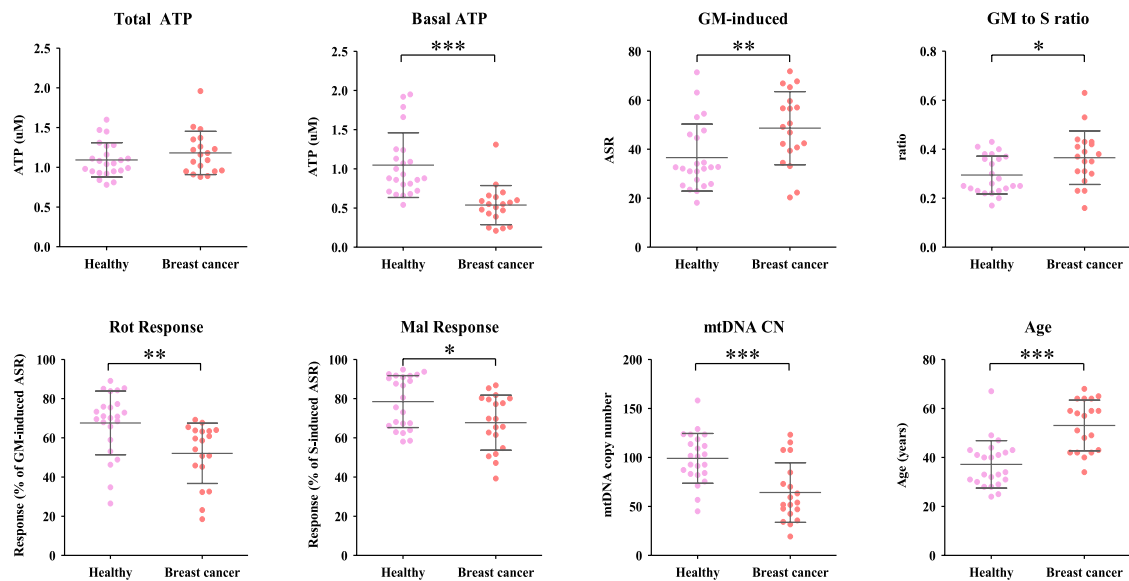 Total ATP
Basal ATP
GM-induced
GM to S ratio
ATP (uM)
2.5
2.0
1.5
1.0
0.5
0.0
Healthy
Breast cancer
ATP (uM)
2.5
2.0
1.5
1.0
0.5
0.0
***
Healthy
Breast cancer
ASR
80
60
40
20
0
**
Healthy
Breast cancer
ratio
0.8
0.6
0.4
0.2
0.0
*
Healthy
Breast cancer
Rot Response
Mal Response
mtDNA CN
Age
Response (% of GM-induced ASR)
100
80
60
40
20
0
**
Healthy
Breast cancer
Response (% of S-induced ASR)
100
80
60
40
20
0
*
Healthy
Breast cancer
mtDNA copy number
200
150
100
50
0
***
Healthy
Breast cancer
Age (years)
80
60
40
20
0
***
Healthy
Breast cancer